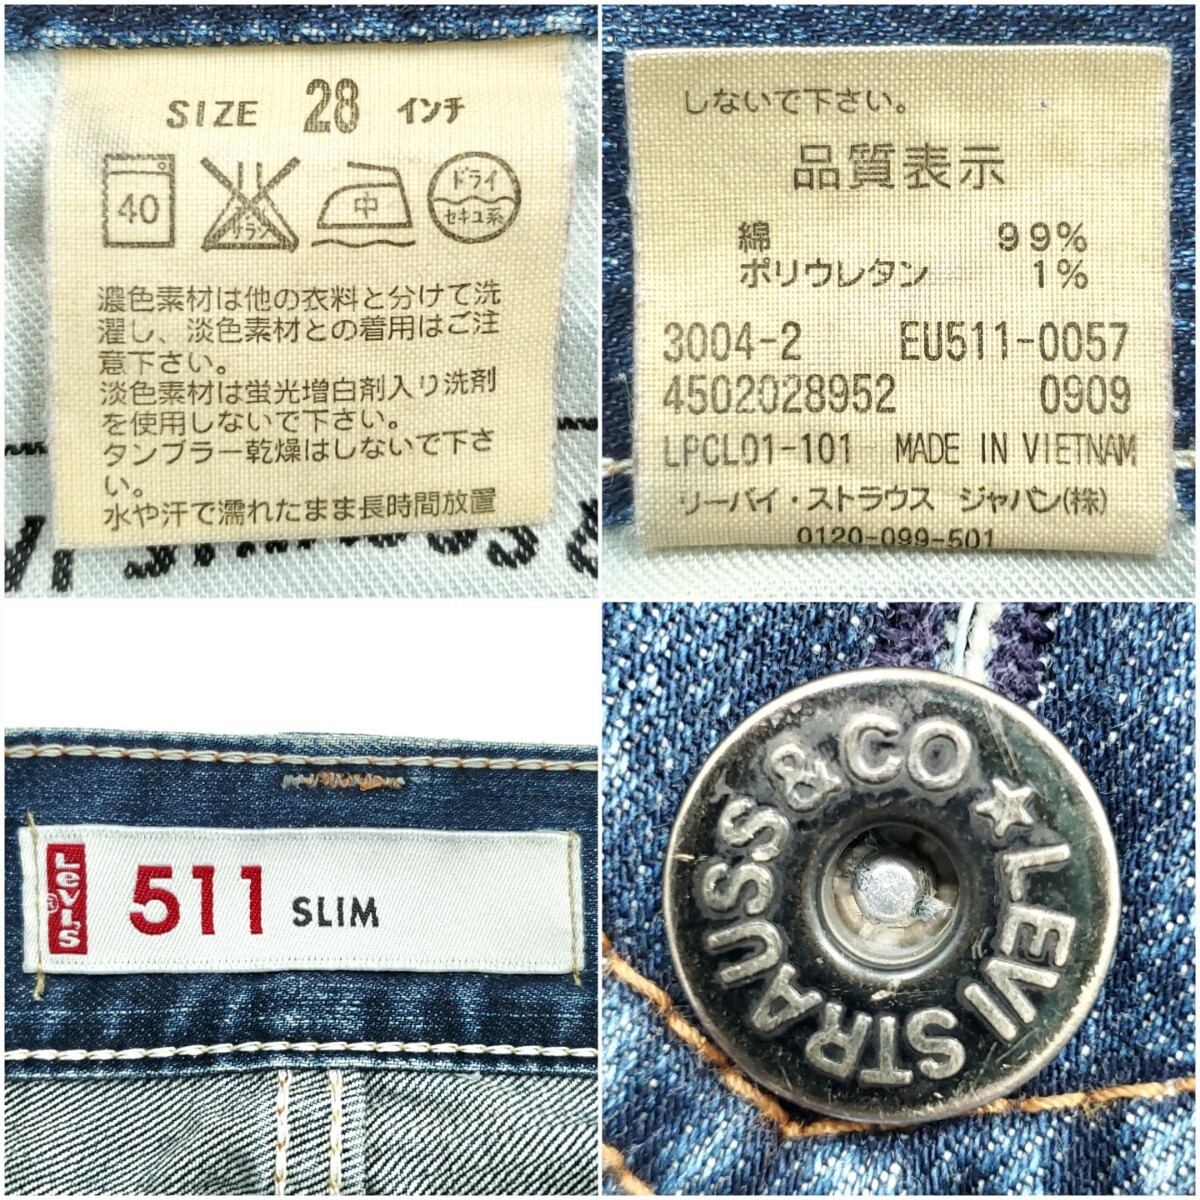 SIZE 28 インチ
40
サラシ
中
ドライ
セキユ系
濃色素材は他の衣料と分けて洗
濯し、淡色素材との着用はご注
意下さい。
淡色素材は蛍光増白剤入り洗剤
を使用しないで下さい。
タンブラー乾燥はしないで下さ
い。
水や汗で濡れたまま長時間放置
しないで下さい。
品質表示
綿 99%
ポリウレタン 1%
3004-2 EU511-0057
4502028952 0909
LPCL01-101 MADE IN VIETNAM
リーバイ・ストラウス ジャパン(株)
0120-099-501
LEVI'S
®
511 SLIM
LEVI STRAUSS & CO